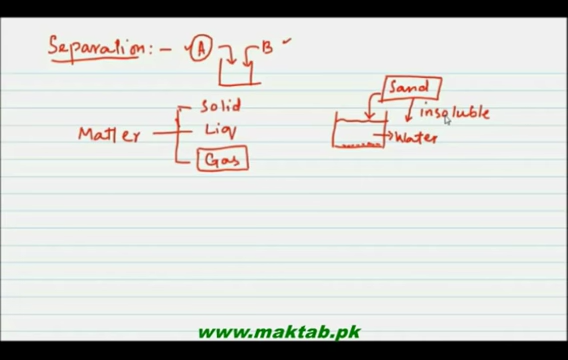 Separation:- A B
Solid
Matter Liq
Gas
Sand
insoluble
Water
www.maktab.pk